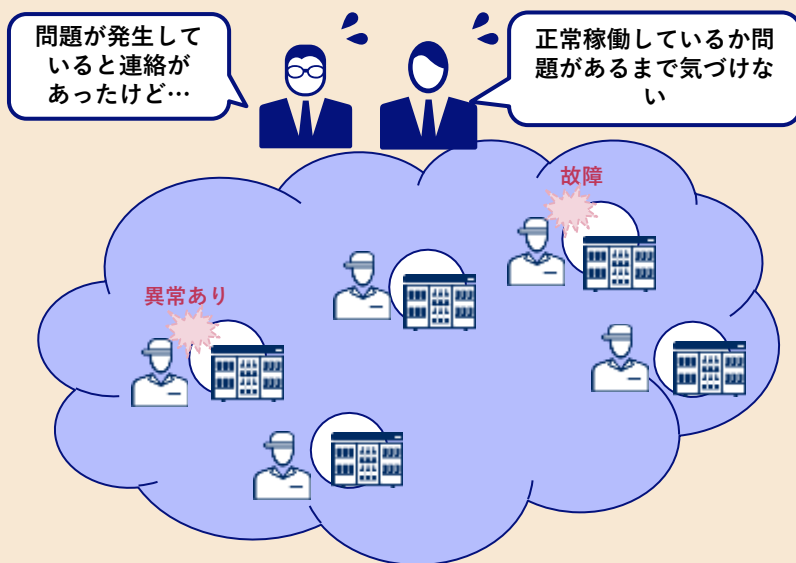 問題が発生して
いると連絡が
あったけど…
正常稼働しているか問
題があるまで気づけな
い
故障
異常あり